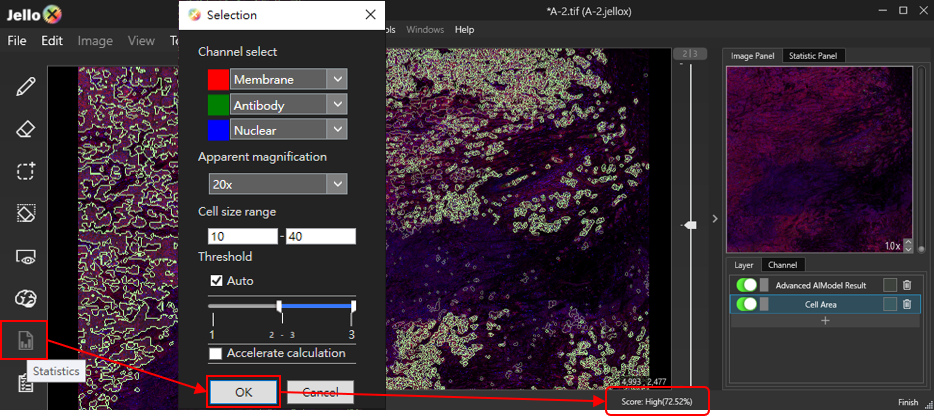 JelloX
*A-2.tif (A-2.jellox)
File Edit Image View To
ols Windows Help
Selection
Channel select
Membrane
Antibody
Nuclear
Apparent magnification
20x
Cell size range
10 - 40
Threshold
Auto
1 2 - 3 3
Accelerate calculation
OK Cancel
Statistics
2 | 3
4,993 , 2,477
Score: High(72.52%)
Image Panel Statistic Panel
1.0x
Layer Channel
Advanced AIModel Result
Cell Area
+
Finish